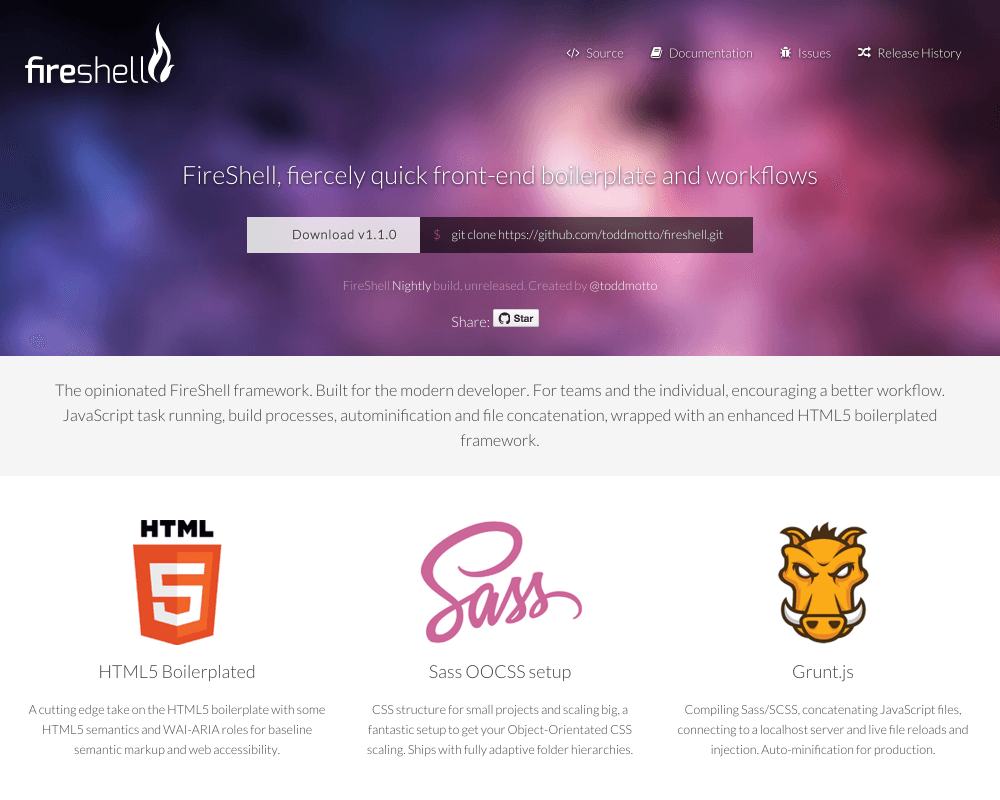 fireshell
Source
Documentation
Issues
Release History
FireShell, fiercely quick front-end boilerplate and workflows
Download v1.1.0
$ git clone https://github.com/toddmotto/fireshell.git
FireShell Nightly build, unreleased. Created by @toddmotto
Share: Star
The opinionated FireShell framework. Built for the modern developer. For teams and the individual, encouraging a better workflow.
JavaScript task running, build processes, autominification and file concatenation, wrapped with an enhanced HTML5 boilerplated
framework.
HTML
5
HTML5 Boilerplated
A cutting edge take on the HTML5 boilerplate with some
HTML5 semantics and WAI-ARIA roles for baseline
semantic markup and web accessibility.
Sass
Sass OOCSS setup
CSS structure for small projects and scaling big, a
fantastic setup to get your Object-Orientated CSS
scaling. Ships with fully adaptive folder hierarchies.
Grunt.js
Compiling Sass/SCSS, concatenating JavaScript files,
connecting to a localhost server and live file reloads and
injection. Auto-minification for production.